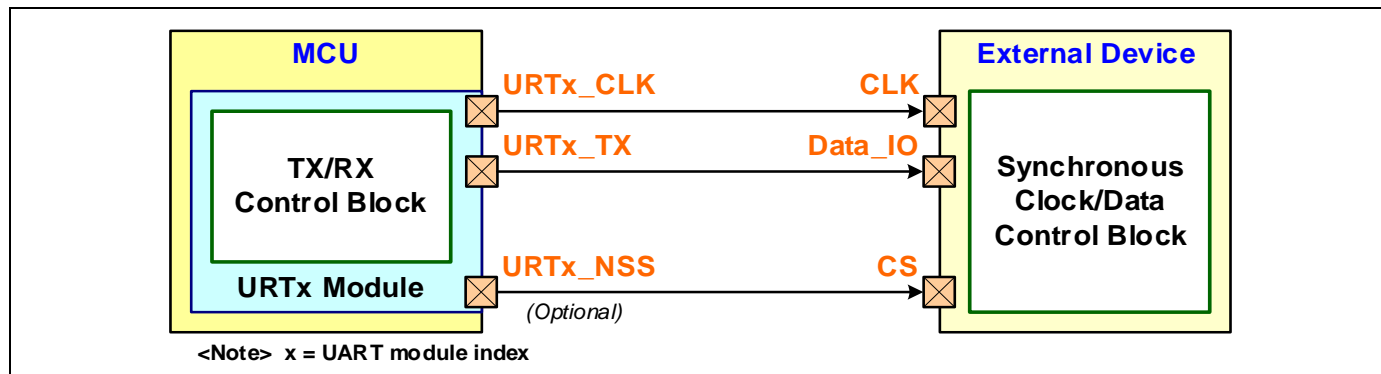 MCU
External Device
URTx_CLK
CLK
URTx_TX
Data_IO
TX/RX
Control Block
Synchronous
Clock/Data
Control Block
URTx_NSS
CS
URTx Module
(Optional)
<Note> x = UART module index